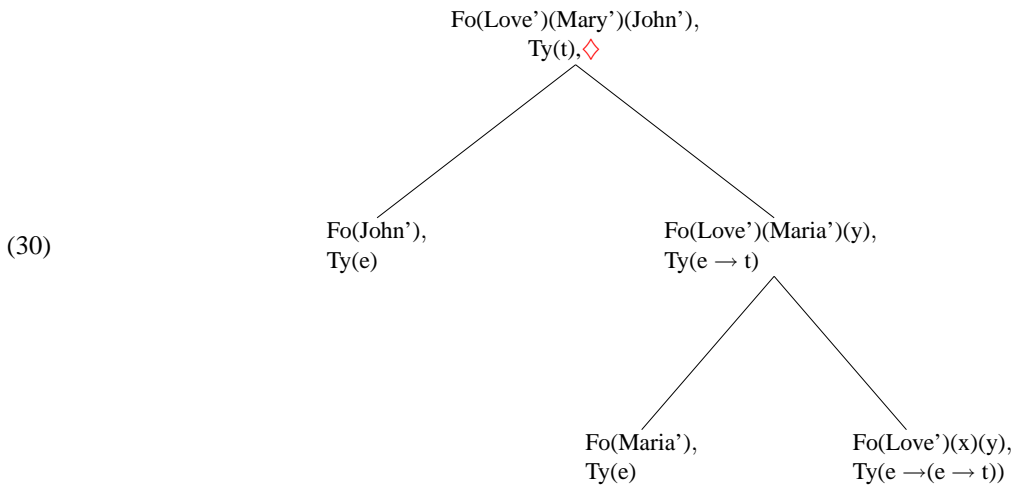 Fo(Love’)(Mary’)(John’),
Ty(t),♢
(30)
Fo(John’),
Ty(e)
Fo(Love’)(Maria’)(y),
Ty(e → t)
Fo(Maria’),
Ty(e)
Fo(Love’)(x)(y),
Ty(e →(e → t))